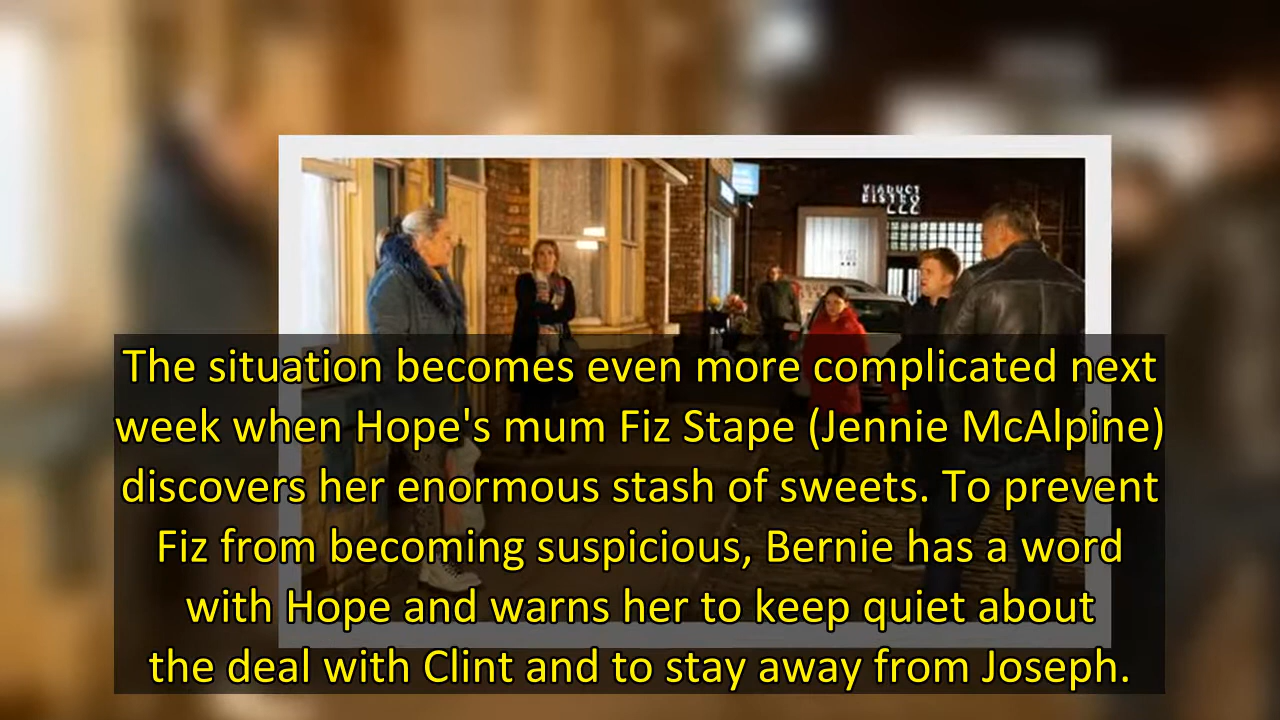 VIADUCT
BISTRO
The situation becomes even more complicated next
week when Hope's mum Fiz Stape (Jennie McAlpine)
discovers her enormous stash of sweets. To prevent
Fiz from becoming suspicious, Bernie has a word
with Hope and warns her to keep quiet about
the deal with Clint and to stay away from Joseph.